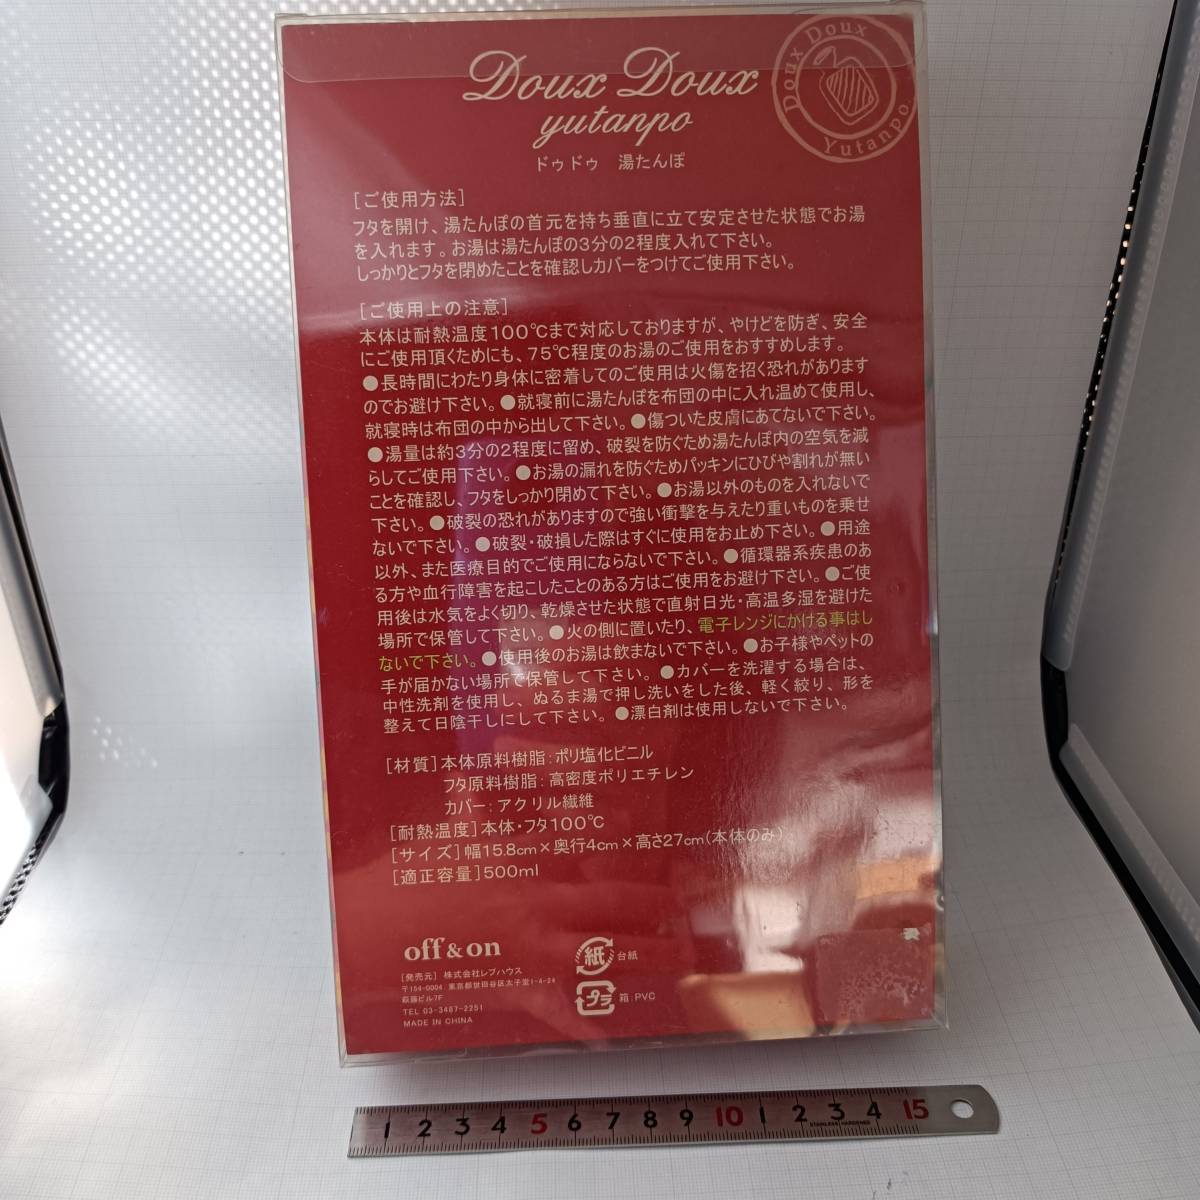 Doux Doux
yutanpo
ドゥドゥ　湯たんぽ
Doux Doux
Yutanpo
[ご使用方法]
フタを開け、湯たんぽの首元を持ち垂直に立て安定させた状態でお湯
を入れます。お湯は湯たんぽの3分の2程度入れて下さい。
しっかりとフタを閉めたことを確認しカバーをつけてご使用下さい。
[ご使用上の注意]
本体は耐熱温度100℃まで対応しておりますが、やけどを防ぎ、安全
にご使用頂くためにも、75℃程度のお湯のご使用をおすすめします。
●長時間にわたり身体に密着してのご使用は火傷を招く恐れがあります
のでお避け下さい。●就寝前に湯たんぽを布団の中に入れ温めて使用し、
就寝時は布団の中から出して下さい。●傷ついた皮膚にあてないで下さい。
●湯量は約3分の2程度に留め、破裂を防ぐため湯たんぽ内の空気を減
らしてご使用下さい。●お湯の漏れを防ぐためパッキンにひびや割れが無い
ことを確認し、フタをしっかり閉めて下さい。●お湯以外のものを入れないで
下さい。●破裂の恐れがありますので強い衝撃を与えたり重いものを乗せ
ないで下さい。●破裂・破損した際はすぐに使用をお止め下さい。●用途
以外、また医療目的でご使用にならないで下さい。●循環器系疾患のあ
る方や血行障害を起こしたことのある方はご使用をお避け下さい。●ご使
用後は水気をよく切り、乾燥させた状態で直射日光・高温多湿を避けた
場所で保管して下さい。●火の側に置いたり、電子レンジにかける事はし
ないで下さい。●使用後のお湯は飲まないで下さい。●お子様やペットの
手が届かない場所で保管して下さい。●カバーを洗濯する場合は、
中性洗剤を使用し、ぬるま湯で押し洗いをした後、軽く絞り、形を
整えて日陰干しにして下さい。●漂白剤は使用しないで下さい。
[材質]本体原料樹脂:ポリ塩化ビニル
フタ原料樹脂:高密度ポリエチレン
カバー:アクリル繊維
[耐熱温度]本体・フタ100℃
[サイズ]幅15.8cm×奥行4cm×高さ27cm(本体のみ)
[適正容量]500ml
off & on
[発売元] 株式会社レブハウス
〒154-0004 東京都世田谷区太子堂1-4-24
萩藤ビル7F
TEL 03-3487-2251
MADE IN CHINA
紙 台紙
プラ 箱:PVC
1 2 3 4 5 6 7 8 9 10 1 2 3 4 15
STAINLESS HARDENED